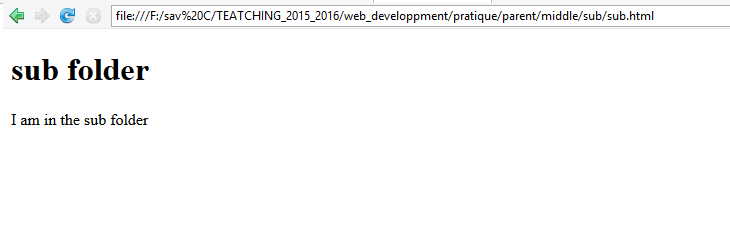 file:///F:/sav%20C/TEATCHING_2015_2016/web_developpment/pratique/parent/middle/sub/sub.html
sub folder
I am in the sub folder